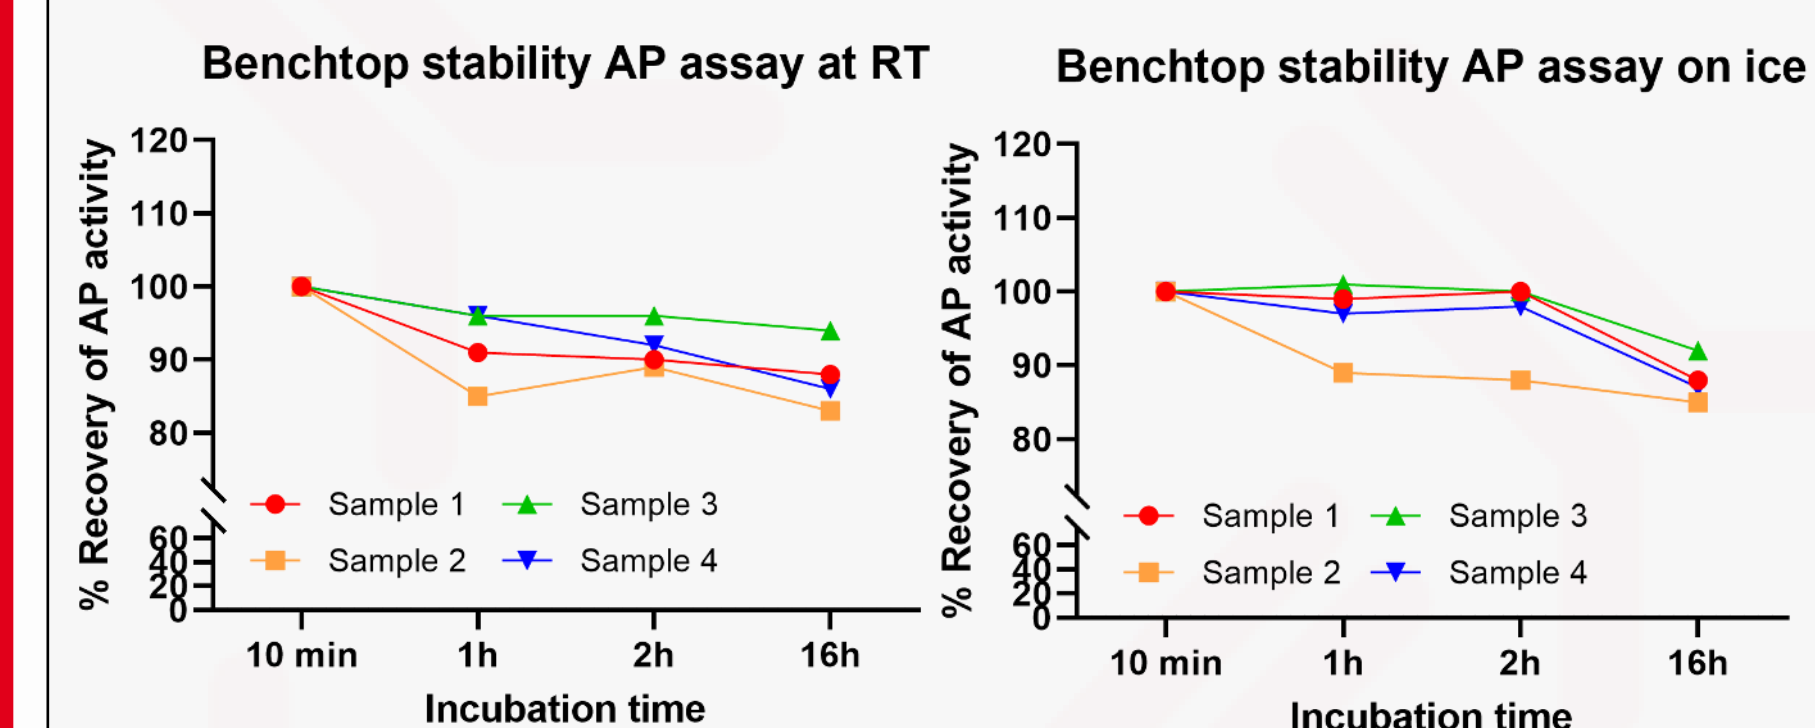 Benchtop stability AP assay at RT
% Recovery of AP activity
120
110
100
90
80
60
40
20
0
Sample 1
Sample 3
Sample 2
Sample 4
10 min 1h 2h 16h
Incubation time
Benchtop stability AP assay on ice
% Recovery of AP activity
120
110
100
90
80
60
40
20
0
Sample 1
Sample 3
Sample 2
Sample 4
10 min 1h 2h 16h
Incubation time